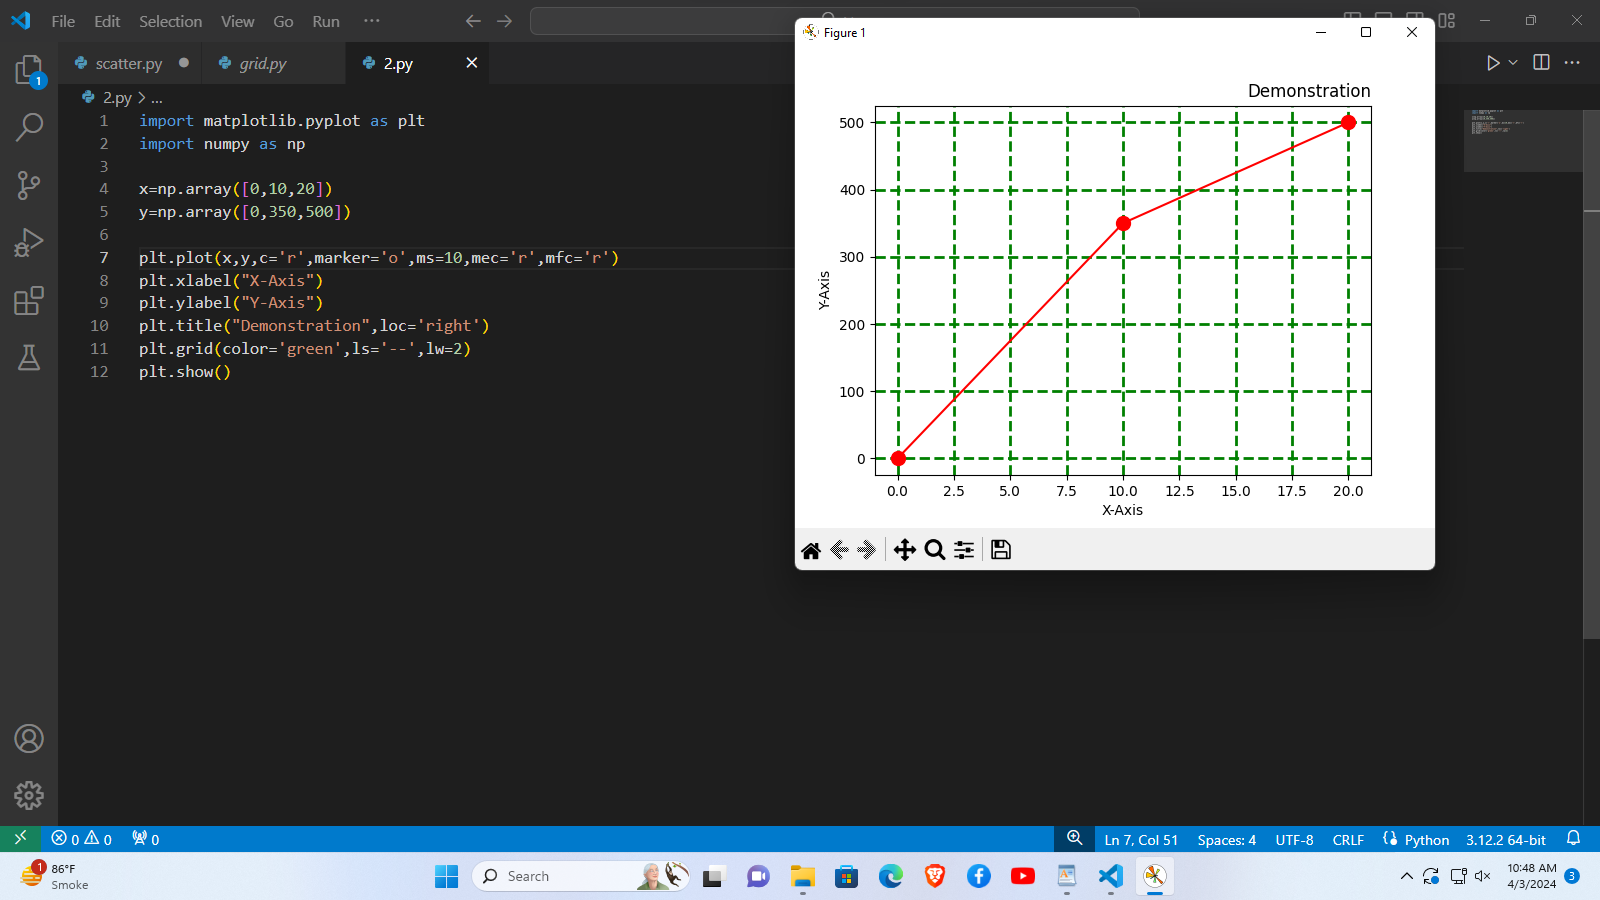 File Edit Selection View Go Run ···
Figure 1
scatter.py grid.py 2.py
2.py > ...
1 import matplotlib.pyplot as plt
2 import numpy as np
3
4 x=np.array([0,10,20])
5 y=np.array([0,350,500])
6
7 plt.plot(x,y,c='r',marker='o',ms=10,mec='r',mfc='r')
8 plt.xlabel("X-Axis")
9 plt.ylabel("Y-Axis")
10 plt.title("Demonstration",loc='right')
11 plt.grid(color='green',ls='--',lw=2)
12 plt.show()
Demonstration
500
400
300
200
100
0
Y-Axis
0.0 2.5 5.0 7.5 10.0 12.5 15.0 17.5 20.0
X-Axis
1
0 0 0
Ln 7, Col 51 Spaces: 4 UTF-8 CRLF Python 3.12.2 64-bit
1
86°F
Smoke
Search
10:48 AM
4/3/2024
3